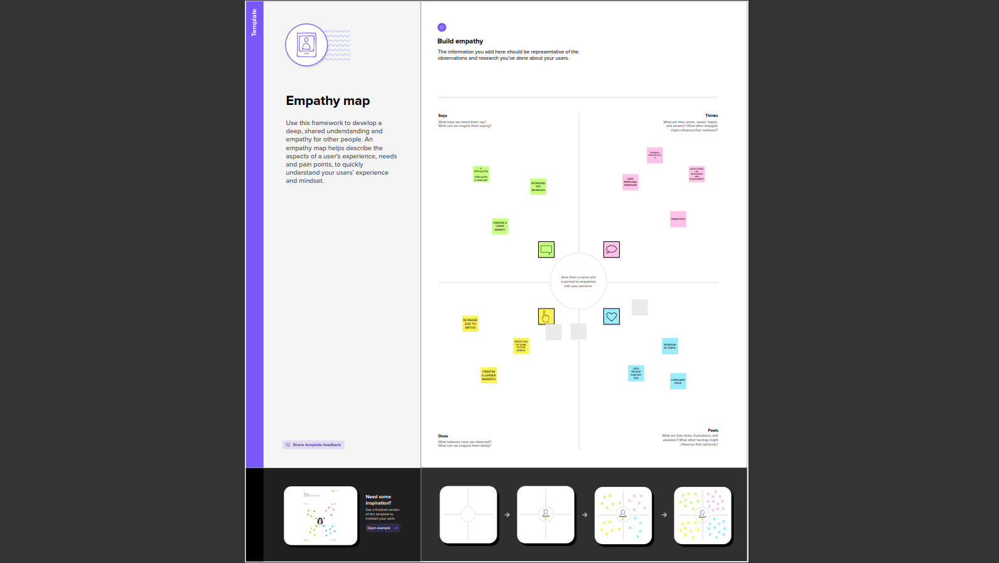 Template
Empathy map
Use this framework to develop a
deep, shared understanding and
empathy for other people. An
empathy map helps describe the
aspects of a user's experience, needs
and pain points, to quickly
understand your users' experience
and mindset.
Share template feedback
Build empathy
The information you add here should be representative of the
observations and research you've done about your users.
Says
What have we heard them say?
What can we magine them saying?
Thinks
What are their wants, needs, hopes,
and dreams? What other thoughts
might influence their behavior?
A
POPULATION
FORCASTIN
G ANALYSIS
INCREASED
TAX
REVENUES
CREATES A
LARGE
MARKET
LESS
PERSONAL
FREEDOM
MORE STRESS
ON
RESOURCES
AND
ENVIRONMENT
Give them a name and
a portrait to empathize
with your persona.
INCREASE
DUE TO
BIRTHS
PREDICTION
OF SOME
FUTURE
EVENTS
CREATES
A LARGER
MARKETS
INCREASE
IN TRAFIC
LESS
PEOPLE
CAN PAY
TAX
LANGUAGE
ISSUE
Does
What behavior have we observed?
What can we imagine them doing?
Feels
What are their fears, frustrations, and
anxieties? What other feelings might
influence their behavior?
Need some
inspiration?
See a finished version
of this template to
kickstart your work.
Open example